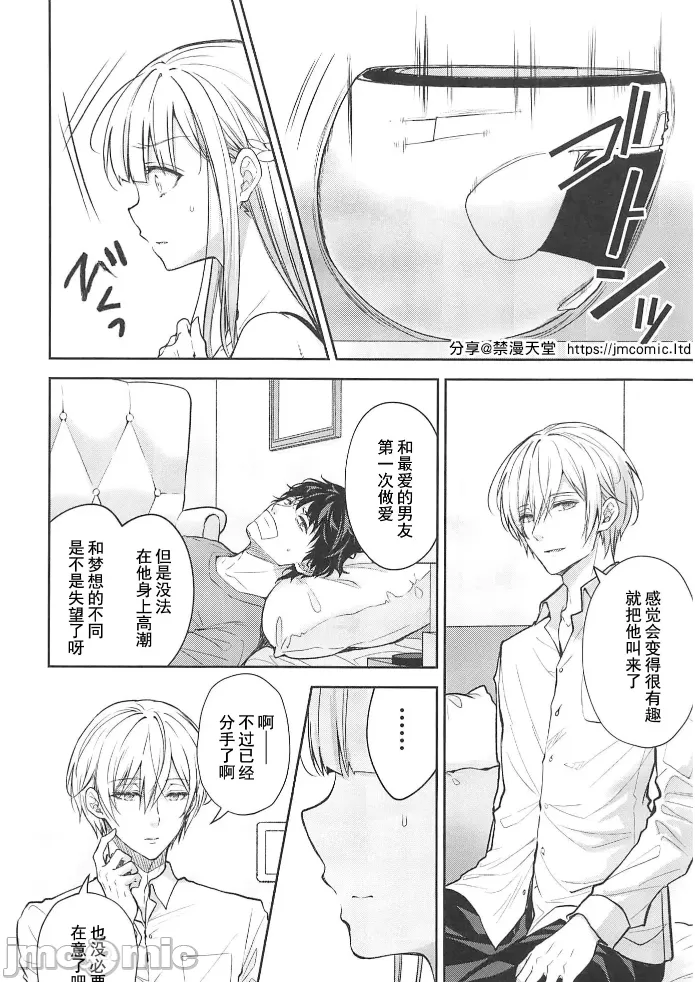 ズドーンッ
びくっ
分享@禁漫天堂 https://jmcomic.ltd
感觉会变得很有趣
就把他叫来了
和最爱的男友
第一次做爱
但是没法
在他身上高潮
和梦想的不同
是不是失望了呀
……
啊——
不过已经
分手了啊
也没必要
在意了吧
jmcomic